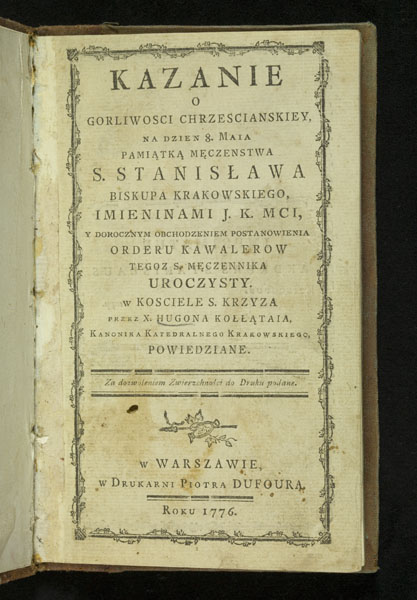 KAZANIE
O
GORLIWOSCI CHRZESCIANSKIEY,
NA DZIEN 8. MAIA
PAMIĄTKĄ MĘCZENSTWA
S. STANISŁAWA
BISKUPA KRAKOWSKIEGO,
IMIENINAMI J. K. MCI,
Y DOROCZNYM OBCHODZENIEM POSTANOWIENIA
ORDERU KAWALEROW
TEGOZ S. MĘCZENNIKA
UROCZYSTY.
W KOSCIELE S. KRZYZA
PRZEZ X. HUGONA KOŁŁĄTAIA,
KANONIKA KATEDRALNEGO KRAKOWSKIEGO,
POWIEDZIANE.
Za dozwoleniem Zwierzchności do Druku podane.
W WARSZAWIE,
W DRUKARNI PIOTRA DUFOURA,
ROKU 1776.